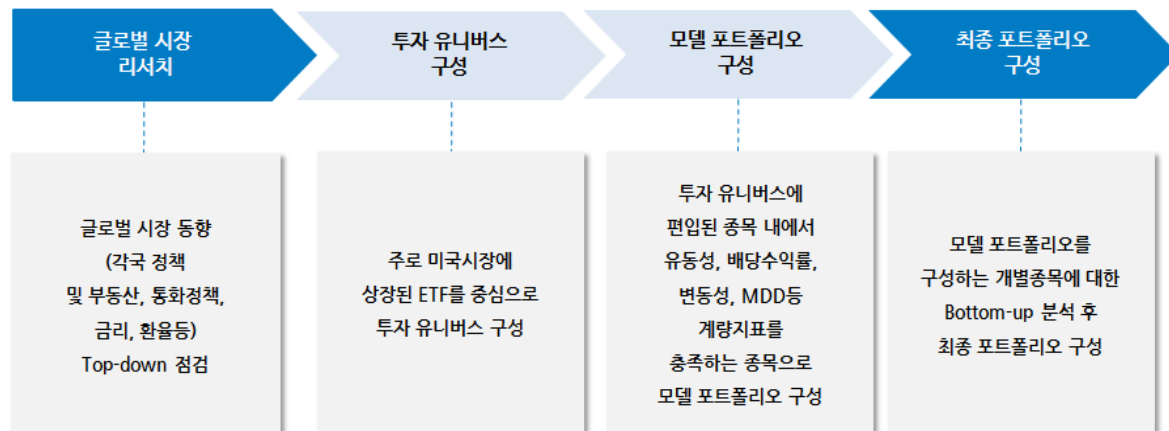 글로벌 시장
리서치
투자 유니버스
구성
모델 포트폴리오
구성
최종 포트폴리오
구성
글로벌 시장 동향
(각국 정책
및 부동산, 통화정책,
금리, 환율등)
Top-down 점검
주로 미국시장에
상장된 ETF를 중심으로
투자 유니버스 구성
투자 유니버스에
편입된 종목 내에서
유동성, 배당수익률,
변동성, MDD등
계량지표를
충족하는 종목으로
모델 포트폴리오 구성
모델 포트폴리오를
구성하는 개별종목에 대한
Bottom-up 분석 후
최종 포트폴리오 구성